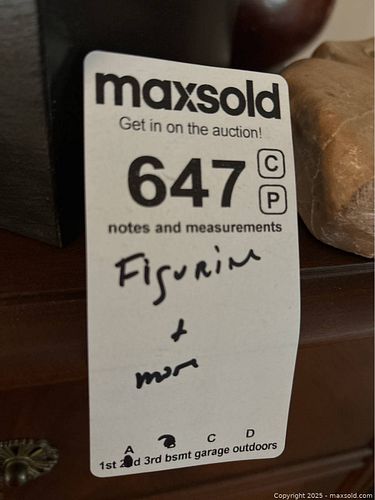 maxsold
Get in on the auction!
647 C
P
notes and measurements
Figurine
+
more
A B C D
1st 2nd 3rd bsmt garage outdoors
Copyright 2025 - maxsold.com